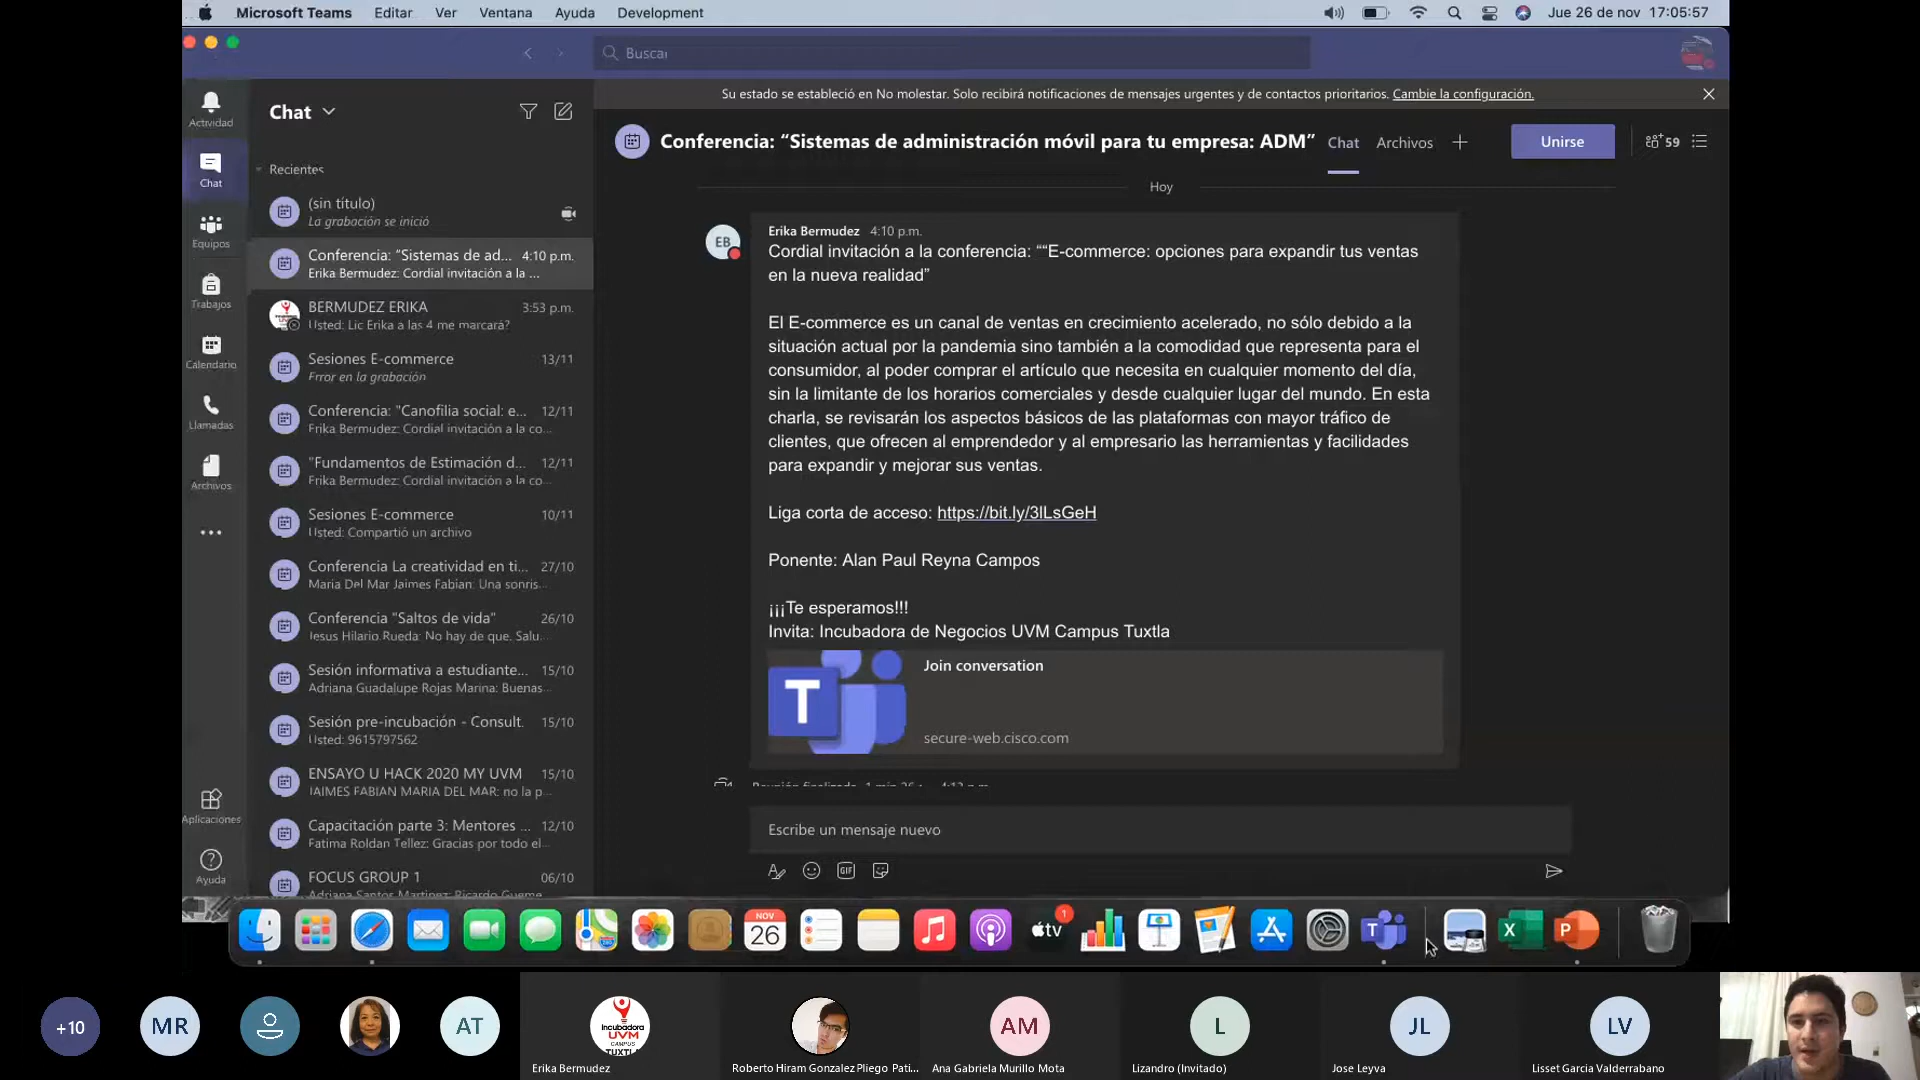 Microsoft Teams Editar Ver Ventana Ayuda Development Jue 26 de nov 17:05:57
Buscar
Su estado se estableció en No molestar. Solo recibirá notificaciones de mensajes urgentes y de contactos prioritarios. Cambie la configuración.
Actividad
Chat
Equipos
Trabajos
Calendario
Llamadas
Archivos
Aplicaciones
Ayuda
Chat
Recientes
(sin título)
La grabación se inició
Conferencia: “Sistemas de ad... 4:10 p.m.
Erika Bermudez: Cordial invitación a la ...
BERMUDEZ ERIKA 3:53 p.m.
Usted: Lic Erika a las 4 me marcará?
Sesiones E-commerce 13/11
Error en la grabación
Conferencia: "Canofilia social: e... 12/11
Erika Bermudez: Cordial invitación a la co...
"Fundamentos de Estimación d... 12/11
Erika Bermudez: Cordial invitación a la co...
Sesiones E-commerce 10/11
Usted: Compartió un archivo
Conferencia La creatividad en ti... 27/10
Maria Del Mar Jaimes Fabian: Una sonris...
Conferencia "Saltos de vida" 26/10
Jesus Hilario Rueda: No hay de que. Salu...
Sesión informativa a estudiante... 15/10
Adriana Guadalupe Rojas Marina: Buenas...
Sesión pre-incubación - Consult. 15/10
Usted: 9615797562
ENSAYO U HACK 2020 MY UVM 15/10
JAIMES FABIAN MARIA DEL MAR: no la p...
Capacitación parte 3: Mentores ... 12/10
Fatima Roldan Tellez: Gracias por todo el...
FOCUS GROUP 1 06/10
Adriana Santos Martinez: Ricardo Gueme...
Conferencia: “Sistemas de administración móvil para tu empresa: ADM” Chat Archivos Unirse 59
Hoy
EB
Erika Bermudez 4:10 p.m.
Cordial invitación a la conferencia: ““E-commerce: opciones para expandir tus ventas
en la nueva realidad”
El E-commerce es un canal de ventas en crecimiento acelerado, no sólo debido a la
situación actual por la pandemia sino también a la comodidad que representa para el
consumidor, al poder comprar el artículo que necesita en cualquier momento del día,
sin la limitante de los horarios comerciales y desde cualquier lugar del mundo. En esta
charla, se revisarán los aspectos básicos de las plataformas con mayor tráfico de
clientes, que ofrecen al emprendedor y al empresario las herramientas y facilidades
para expandir y mejorar sus ventas.
Liga corta de acceso: https://bit.ly/3lLsGeH
Ponente: Alan Paul Reyna Campos
¡¡¡Te esperamos!!!
Invita: Incubadora de Negocios UVM Campus Tuxtla
T
Join conversation
secure-web.cisco.com
Escribe un mensaje nuevo
GIF
NOV
26
tv
1
T
X
P
+10
MR
AT
Incubadora
UVM
CAMPUS
TUXTLA
AM
L
JL
LV
Erika Bermudez
Roberto Hiram Gonzalez Pliego Pati...
Ana Gabriela Murillo Mota
Lizandro (Invitado)
Jose Leyva
Lisset Garcia Valderrabano